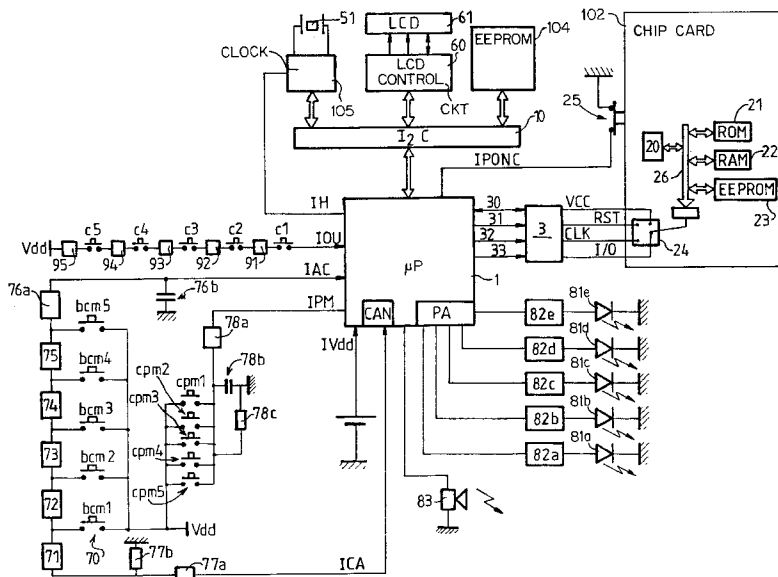 51
CLOCK
105
LCD
61
LCD
CONTROL
CKT
60
EEPROM
104
102
CHIP CARD
25
20
26
ROM
21
RAM
22
EEPROM
23
I2C
10
IPONC
IH
c5
c4
c3
c2
c1
IOU
Vdd
95
94
93
92
91
30
31
32
33
3
VCC
RST
CLK
I/O
24
µP
1
76a
IAC
76b
bcm5
75
bcm4
74
bcm3
73
bcm2
72
bcm1
71
70
IPM
78a
78b
78c
cpm1
cpm2
cpm3
cpm4
cpm5
Vdd
77b
77a
ICA
CAN
PA
IVdd
82e
81e
82d
81d
82c
81c
82b
81b
82a
81a
83